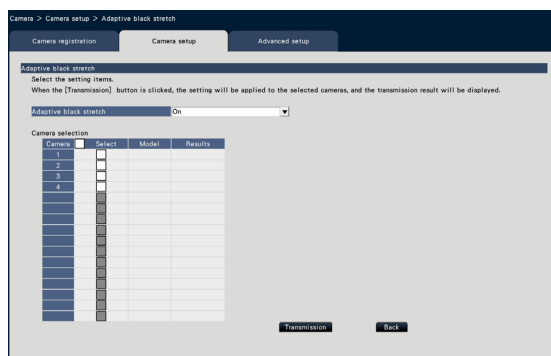 Camera > Camera setup > Adaptive black stretch
Camera registration Camera setup Advanced setup
Adaptive black stretch
Select the setting items.
When the [Transmission] button is clicked, the setting will be applied to the selected cameras, and the transmission result will be displayed.
Adaptive black stretch On
Camera selection
Camera Select Model Results
1
2
3
4
Transmission Back